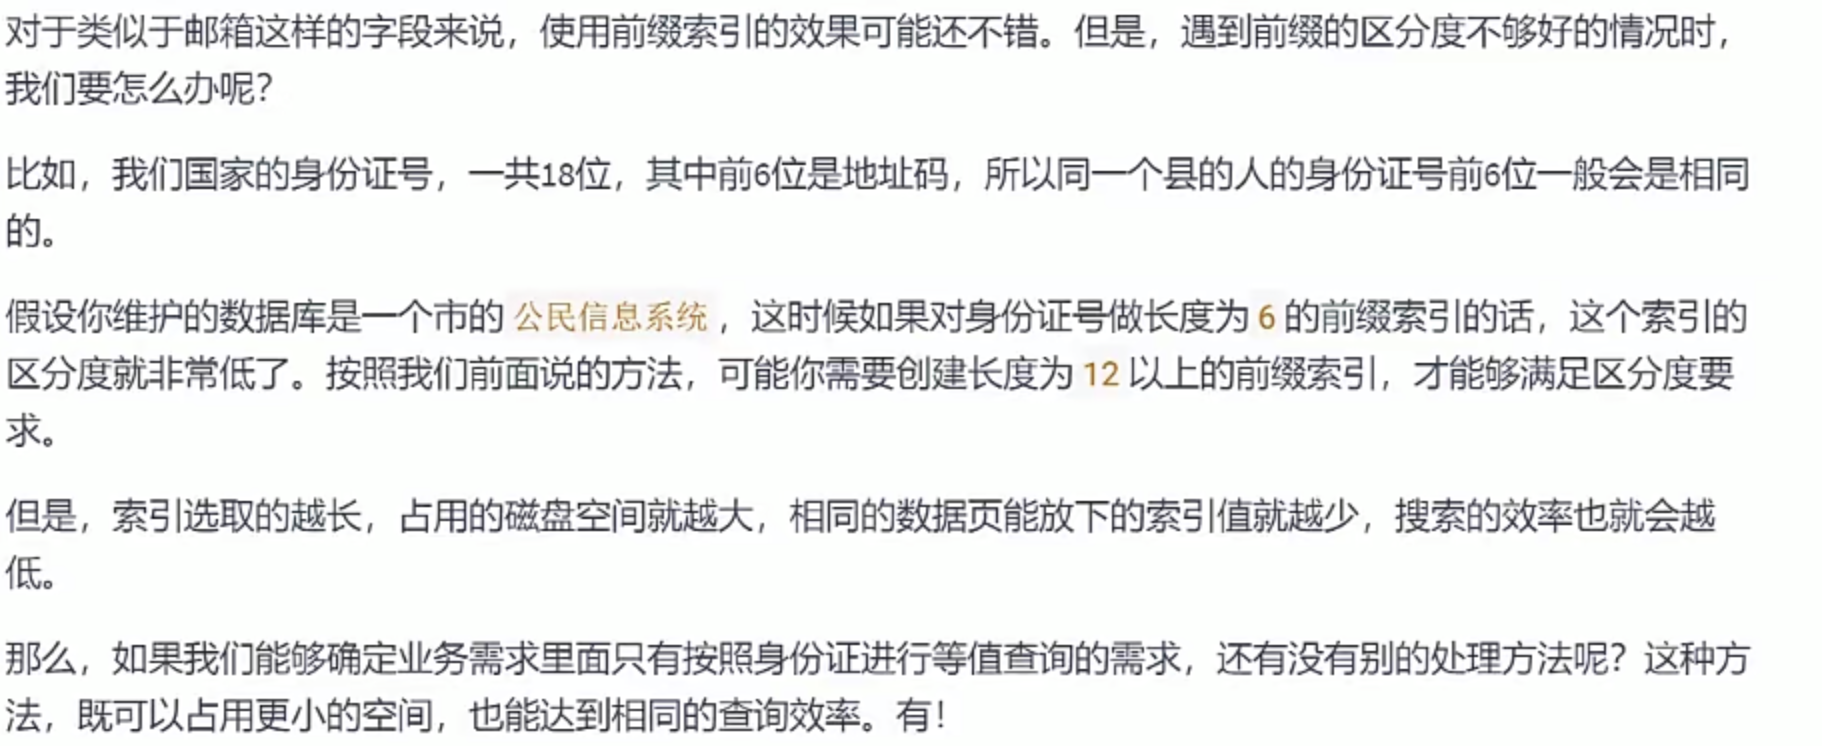 对于类似于邮箱这样的字段来说，使用前缀索引的效果可能还不错。但是，遇到前缀的区分度不够好的情况时，
我们要怎么办呢？
比如，我们国家的身份证号，一共18位，其中前6位是地址码，所以同一个县的人的身份证号前6位一般会是相同
的。
假设你维护的数据库是一个市的 公民信息系统 ，这时候如果对身份证号做长度为 6 的前缀索引的话，这个索引的
区分度就非常低了。按照我们前面说的方法，可能你需要创建长度为 12 以上的前缀索引，才能够满足区分度要
求。
但是，索引选取的越长，占用的磁盘空间就越大，相同的数据页能放下的索引值就越少，搜索的效率也就会越
低。
那么，如果我们能够确定业务需求里面只有按照身份证进行等值查询的需求，还有没有别的处理方法呢？这种方
法，既可以占用更小的空间，也能达到相同的查询效率。有！